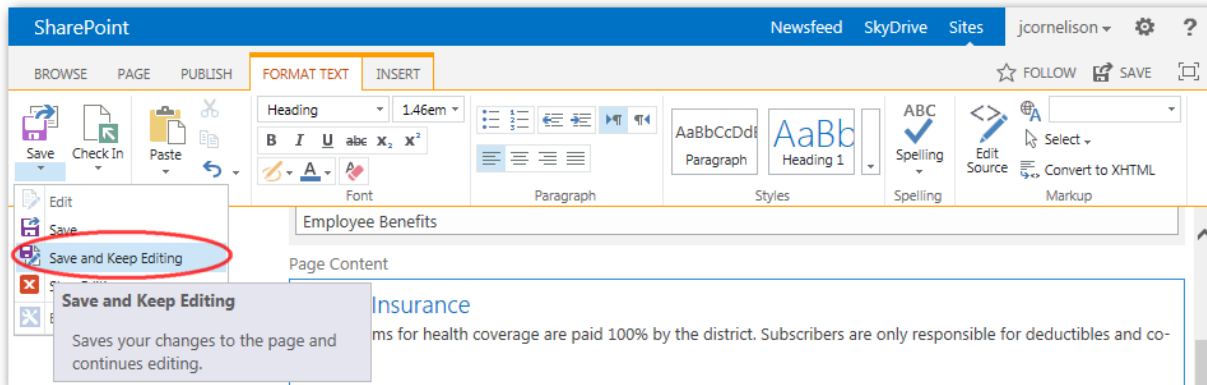 SharePoint Newsfeed SkyDrive Sites jcornelison ?
BROWSE PAGE PUBLISH FORMAT TEXT INSERT FOLLOW SAVE
Save Check In Paste
Heading 1.46em
B I U abc X₂ X²
A
Font
Paragraph
AaBbCcDdE AaBb
Paragraph Heading 1
Styles
ABC
Spelling
Spelling
Edit Source
Select
Convert to XHTML
Markup
Edit
Save
Save and Keep Editing
Employee Benefits
Page Content
Save and Keep Editing
Saves your changes to the page and
continues editing.
Insurance
ms for health coverage are paid 100% by the district. Subscribers are only responsible for deductibles and co-